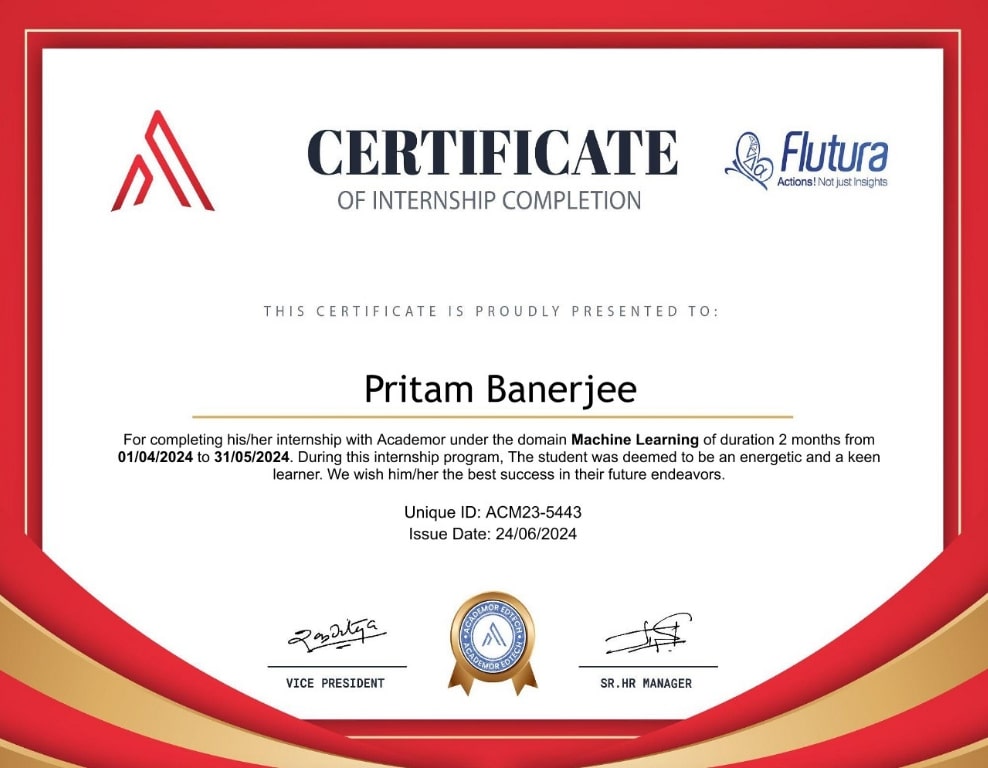 CERTIFICATE
OF INTERNSHIP COMPLETION
Flutura
Actions! Not just Insights
THIS CERTIFICATE IS PROUDLY PRESENTED TO:
Pritam Banerjee
For completing his/her internship with Academor under the domain Machine Learning of duration 2 months from
01/04/2024 to 31/05/2024. During this internship program, The student was deemed to be an energetic and a keen
learner. We wish him/her the best success in their future endeavors.
Unique ID: ACM23-5443
Issue Date: 24/06/2024
ACADEMOR EDTECH
ACADEMOR EDTECH
VICE PRESIDENT
SR.HR MANAGER